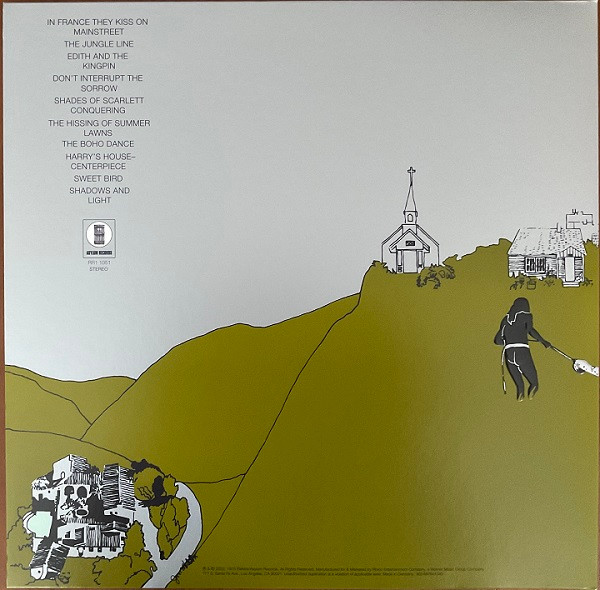 IN FRANCE THEY KISS ON
MAINSTREET
THE JUNGLE LINE
EDITH AND THE
KINGPIN
DON'T INTERRUPT THE
SORROW
SHADES OF SCARLETT
CONQUERING
THE HISSING OF SUMMER
LAWNS
THE BOHO DANCE
HARRY'S HOUSE–
CENTERPIECE
SWEET BIRD
SHADOWS AND
LIGHT
ASYLUM RECORDS
STEREO